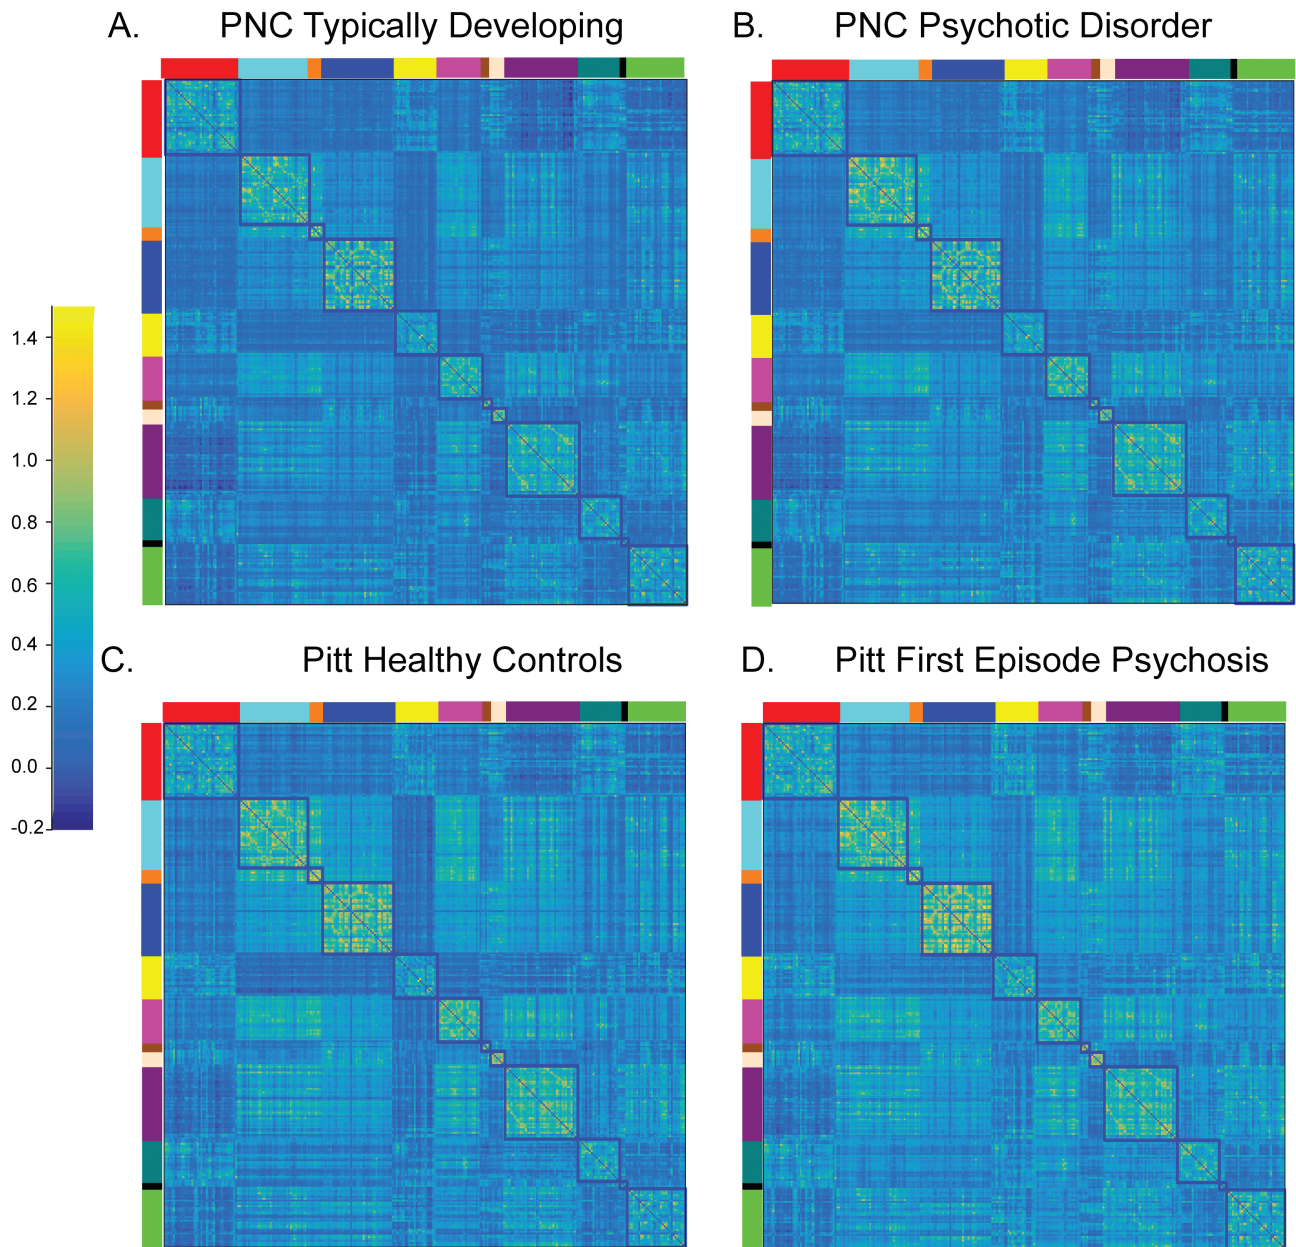 A. PNC Typically Developing
B. PNC Psychotic Disorder
1.4
1.2
1.0
0.8
0.6
0.4
0.2
0.0
-0.2
C. Pitt Healthy Controls
D. Pitt First Episode Psychosis